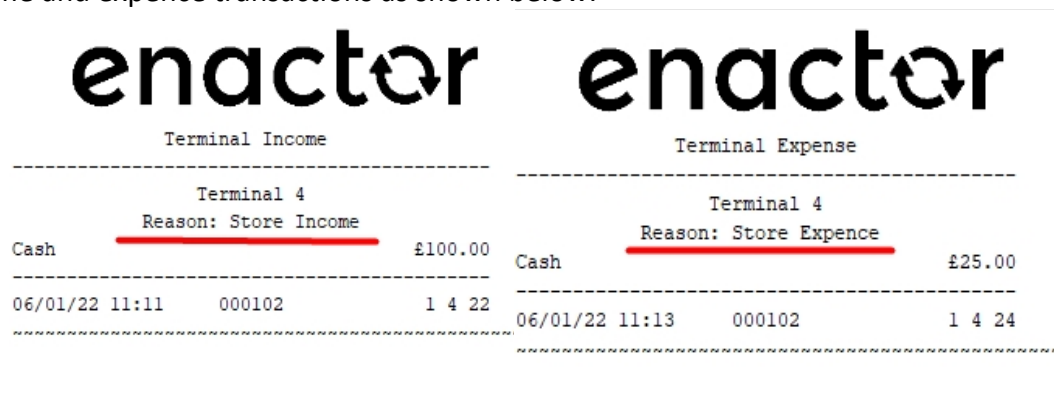 me and expence transactions as shown below.
enactor
Terminal Income
Terminal 4
Reason: Store Income
Cash £100.00
06/01/22 11:11 000102 1 4 22
enactor
Terminal Expense
Terminal 4
Reason: Store Expence
Cash £25.00
06/01/22 11:13 000102 1 4 24